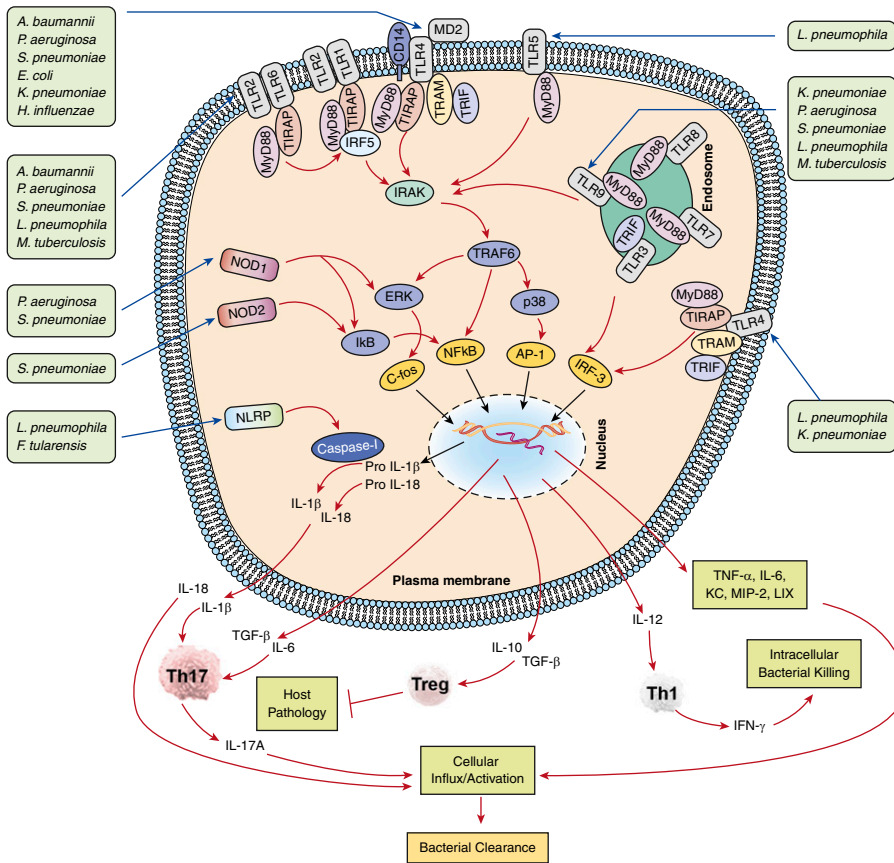 A. baumannii
P. aeruginosa
S. pneumoniae
E. coli
K. pneumoniae
H. influenzae
A. baumannii
P. aeruginosa
S. pneumoniae
L. pneumophila
M. tuberculosis
P. aeruginosa
S. pneumoniae
S. pneumoniae
L. pneumophila
F. tularensis
L. pneumophila
K. pneumoniae
P. aeruginosa
S. pneumoniae
L. pneumophila
M. tuberculosis
L. pneumophila
K. pneumoniae
TLR2
TLR6
MyD88
TIRAP
TLR2
TLR1
MyD88
TIRAP
IRF5
CD14
TLR4
MD2
MyD88
TIRAP
TRAM
TRIF
TLR5
MyD88
IRAK
TRAF6
Endosome
MyD88
TLR8
TLR9
MyD88
MyD88
TLR7
TRIF
TLR3
NOD1
NOD2
ERK
IkB
p38
NFkB
C-fos
AP-1
IRF-3
MyD88
TIRAP
TLR4
TRAM
TRIF
NLRP
Caspase-I
Nucleus
Pro IL-1β
Pro IL-18
IL-1β
IL-18
Plasma membrane
IL-18
IL-1β
TGF-β
IL-6
Th17
IL-17A
IL-10
TGF-β
Treg
Host
Pathology
IL-12
Th1
IFN-γ
TNF-α, IL-6,
KC, MIP-2, LIX
Intracellular
Bacterial Killing
Cellular
Influx/Activation
Bacterial Clearance